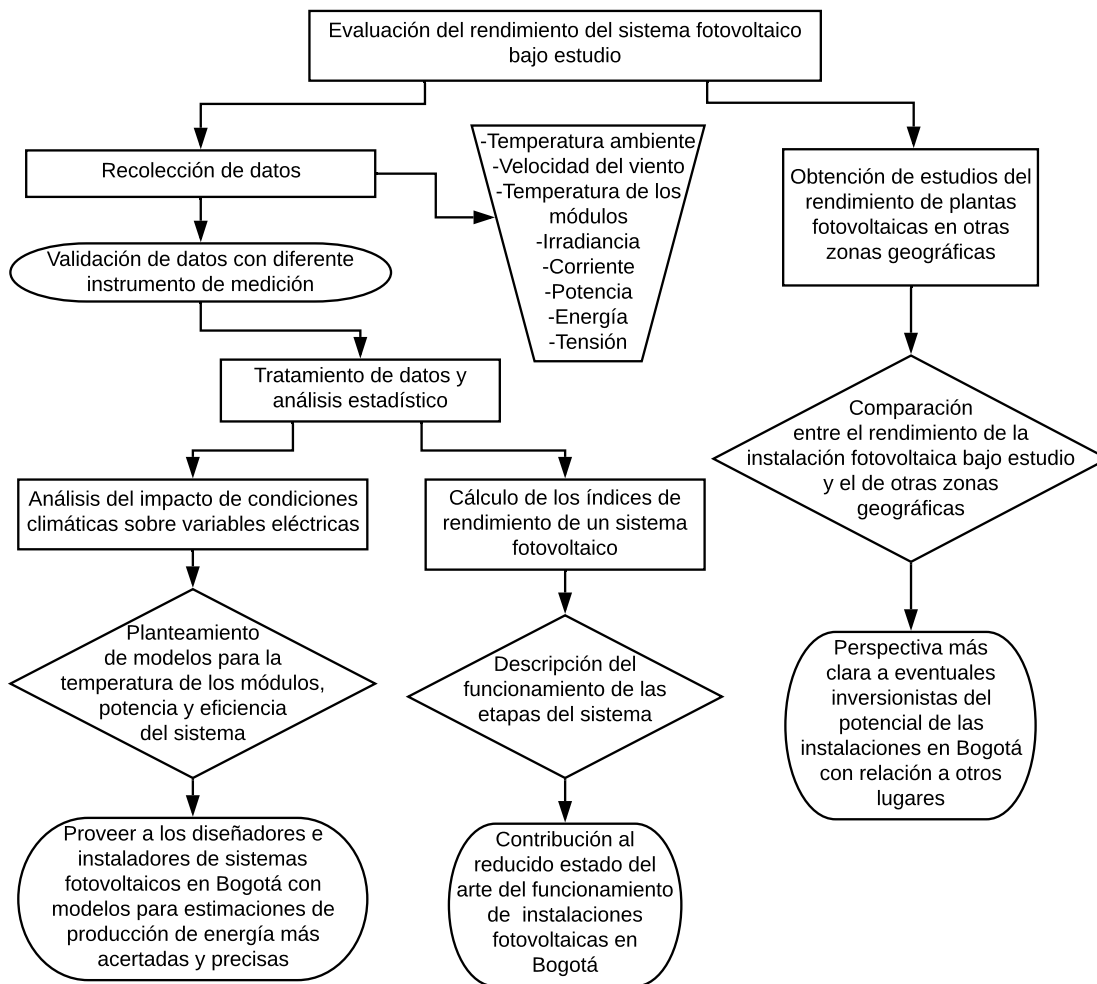 Evaluación del rendimiento del sistema fotovoltaico
bajo estudio
Recolección de datos
-Temperatura ambiente
-Velocidad del viento
-Temperatura de los
módulos
-Irradiancia
-Corriente
-Potencia
-Energía
-Tensión
Obtención de estudios del
rendimiento de plantas
fotovoltaicas en otras
zonas geográficas
Validación de datos con diferente
instrumento de medición
Tratamiento de datos y
análisis estadístico
Comparación
entre el rendimiento de la
instalación fotovoltaica bajo estudio
y el de otras zonas
geográficas
Análisis del impacto de condiciones
climáticas sobre variables eléctricas
Cálculo de los índices de
rendimiento de un sistema
fotovoltaico
Planteamiento
de modelos para la
temperatura de los módulos,
potencia y eficiencia
del sistema
Descripción del
funcionamiento de las
etapas del sistema
Perspectiva más
clara a eventuales
inversionistas del
potencial de las
instalaciones en Bogotá
con relación a otros
lugares
Proveer a los diseñadores e
instaladores de sistemas
fotovoltaicos en Bogotá con
modelos para estimaciones de
producción de energía más
acertadas y precisas
Contribución al
reducido estado del
arte del funcionamiento
de instalaciones
fotovoltaicas en
Bogotá